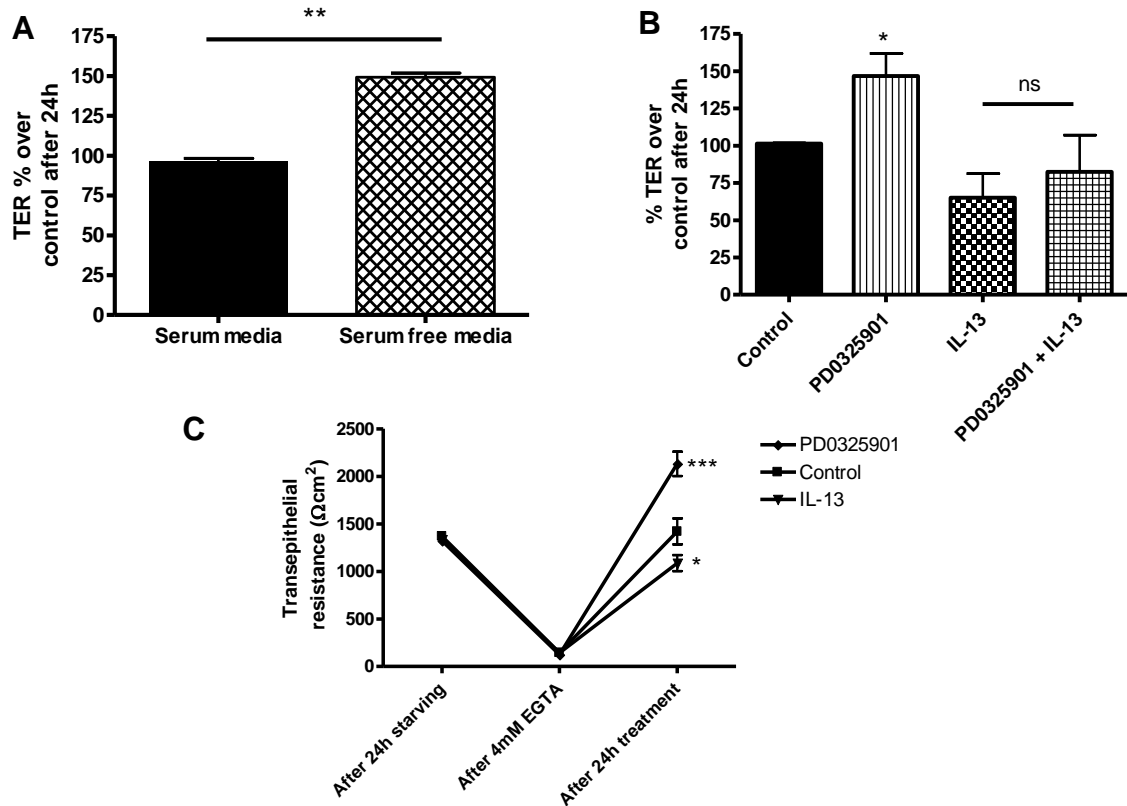 A
**
TER % over
control after 24h
175
150
125
100
75
50
25
0
Serum media
Serum free media
B
% TER over
control after 24h
175
150
125
100
75
50
25
0
*
ns
Control
PD0325901
IL-13
PD0325901 + IL-13
C
Transepithelial
resistance (Ωcm²)
2500
2000
1500
1000
500
0
***
*
After 24h starving
After 4mM EGTA
After 24h treatment
PD0325901
Control
IL-13